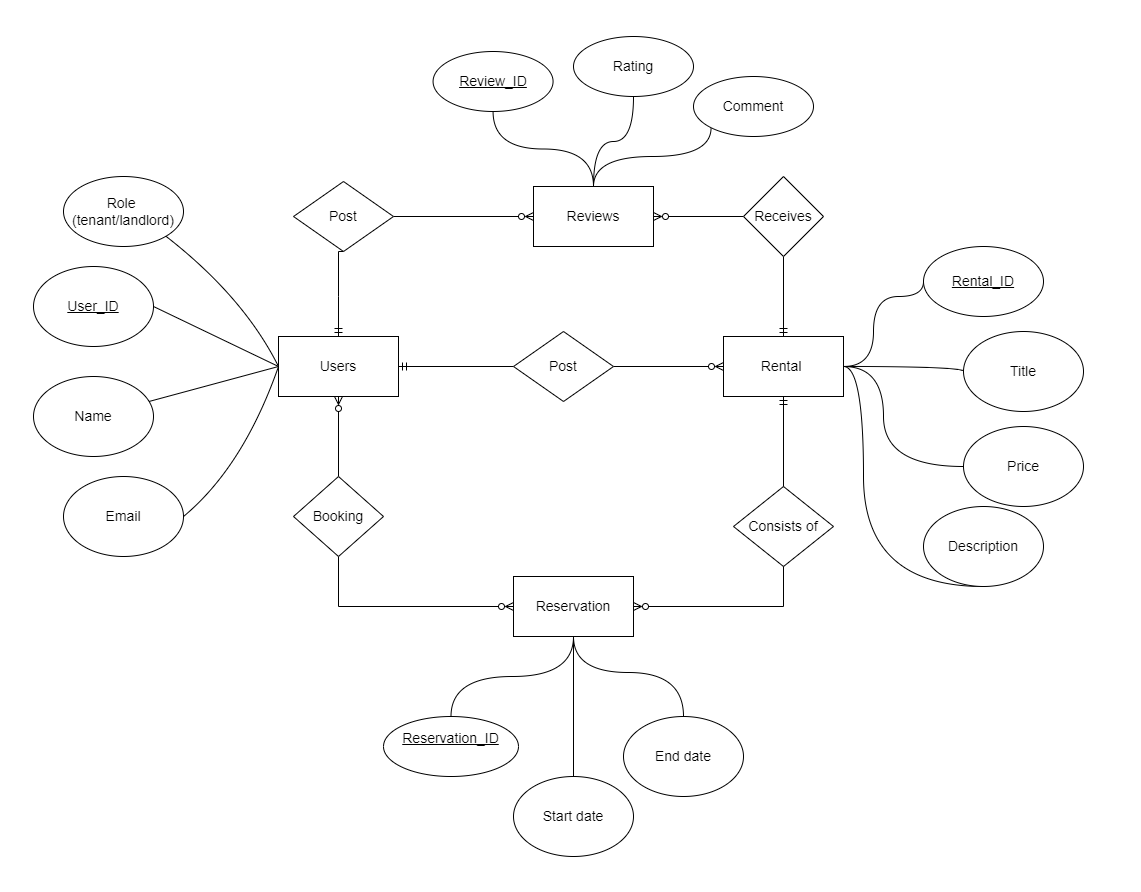 Rating
Review_ID
Comment
Role
(tenant/landlord)
Post
Reviews
Receives
Rental_ID
User_ID
Users
Post
Rental
Title
Name
Price
Email
Booking
Consists of
Description
Reservation
Reservation_ID
End date
Start date